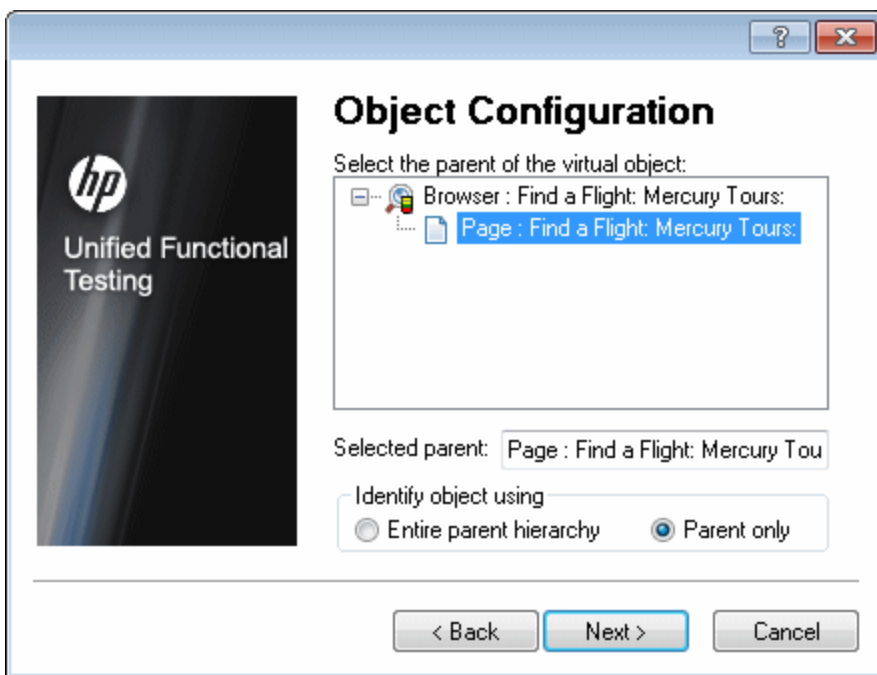 ?
Object Configuration
hp
Unified Functional
Testing
Select the parent of the virtual object:
Browser : Find a Flight: Mercury Tours:
Page : Find a Flight: Mercury Tours:
Selected parent: Page : Find a Flight: Mercury Tou
Identify object using
Entire parent hierarchy Parent only
< Back Next > Cancel